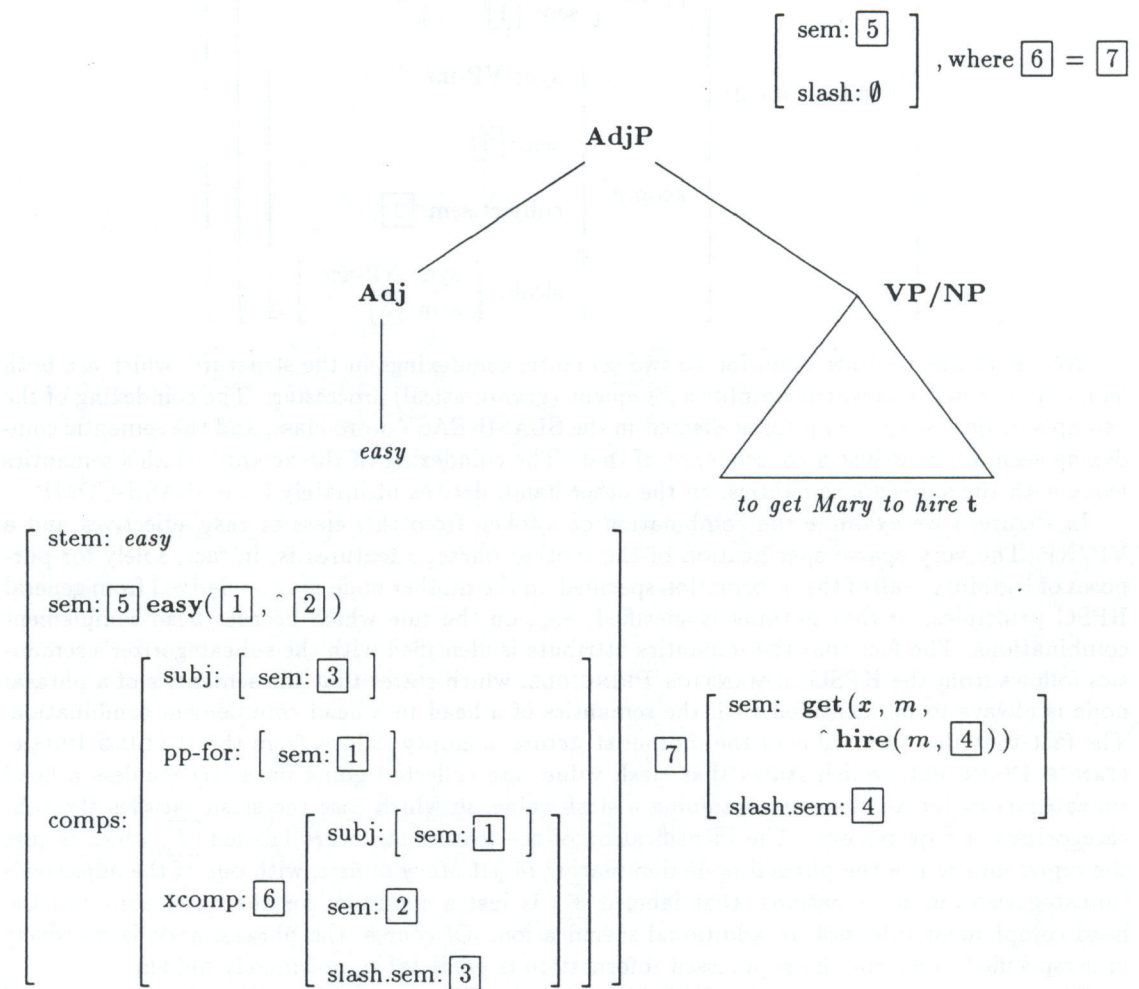 sem: 5
slash: ∅
, where 6 = 7
AdjP
Adj
VP/NP
easy
to get Mary to hire t
stem: easy
sem: 5 easy( 1 , ^ 2 )
comps:
subj: [ sem: 3 ]
pp-for: [ sem: 1 ]
xcomp: 6
subj: [ sem: 1 ]
sem: 2
slash.sem: 3
7
sem: get(x, m,
^hire(m, 4 ))
slash.sem: 4